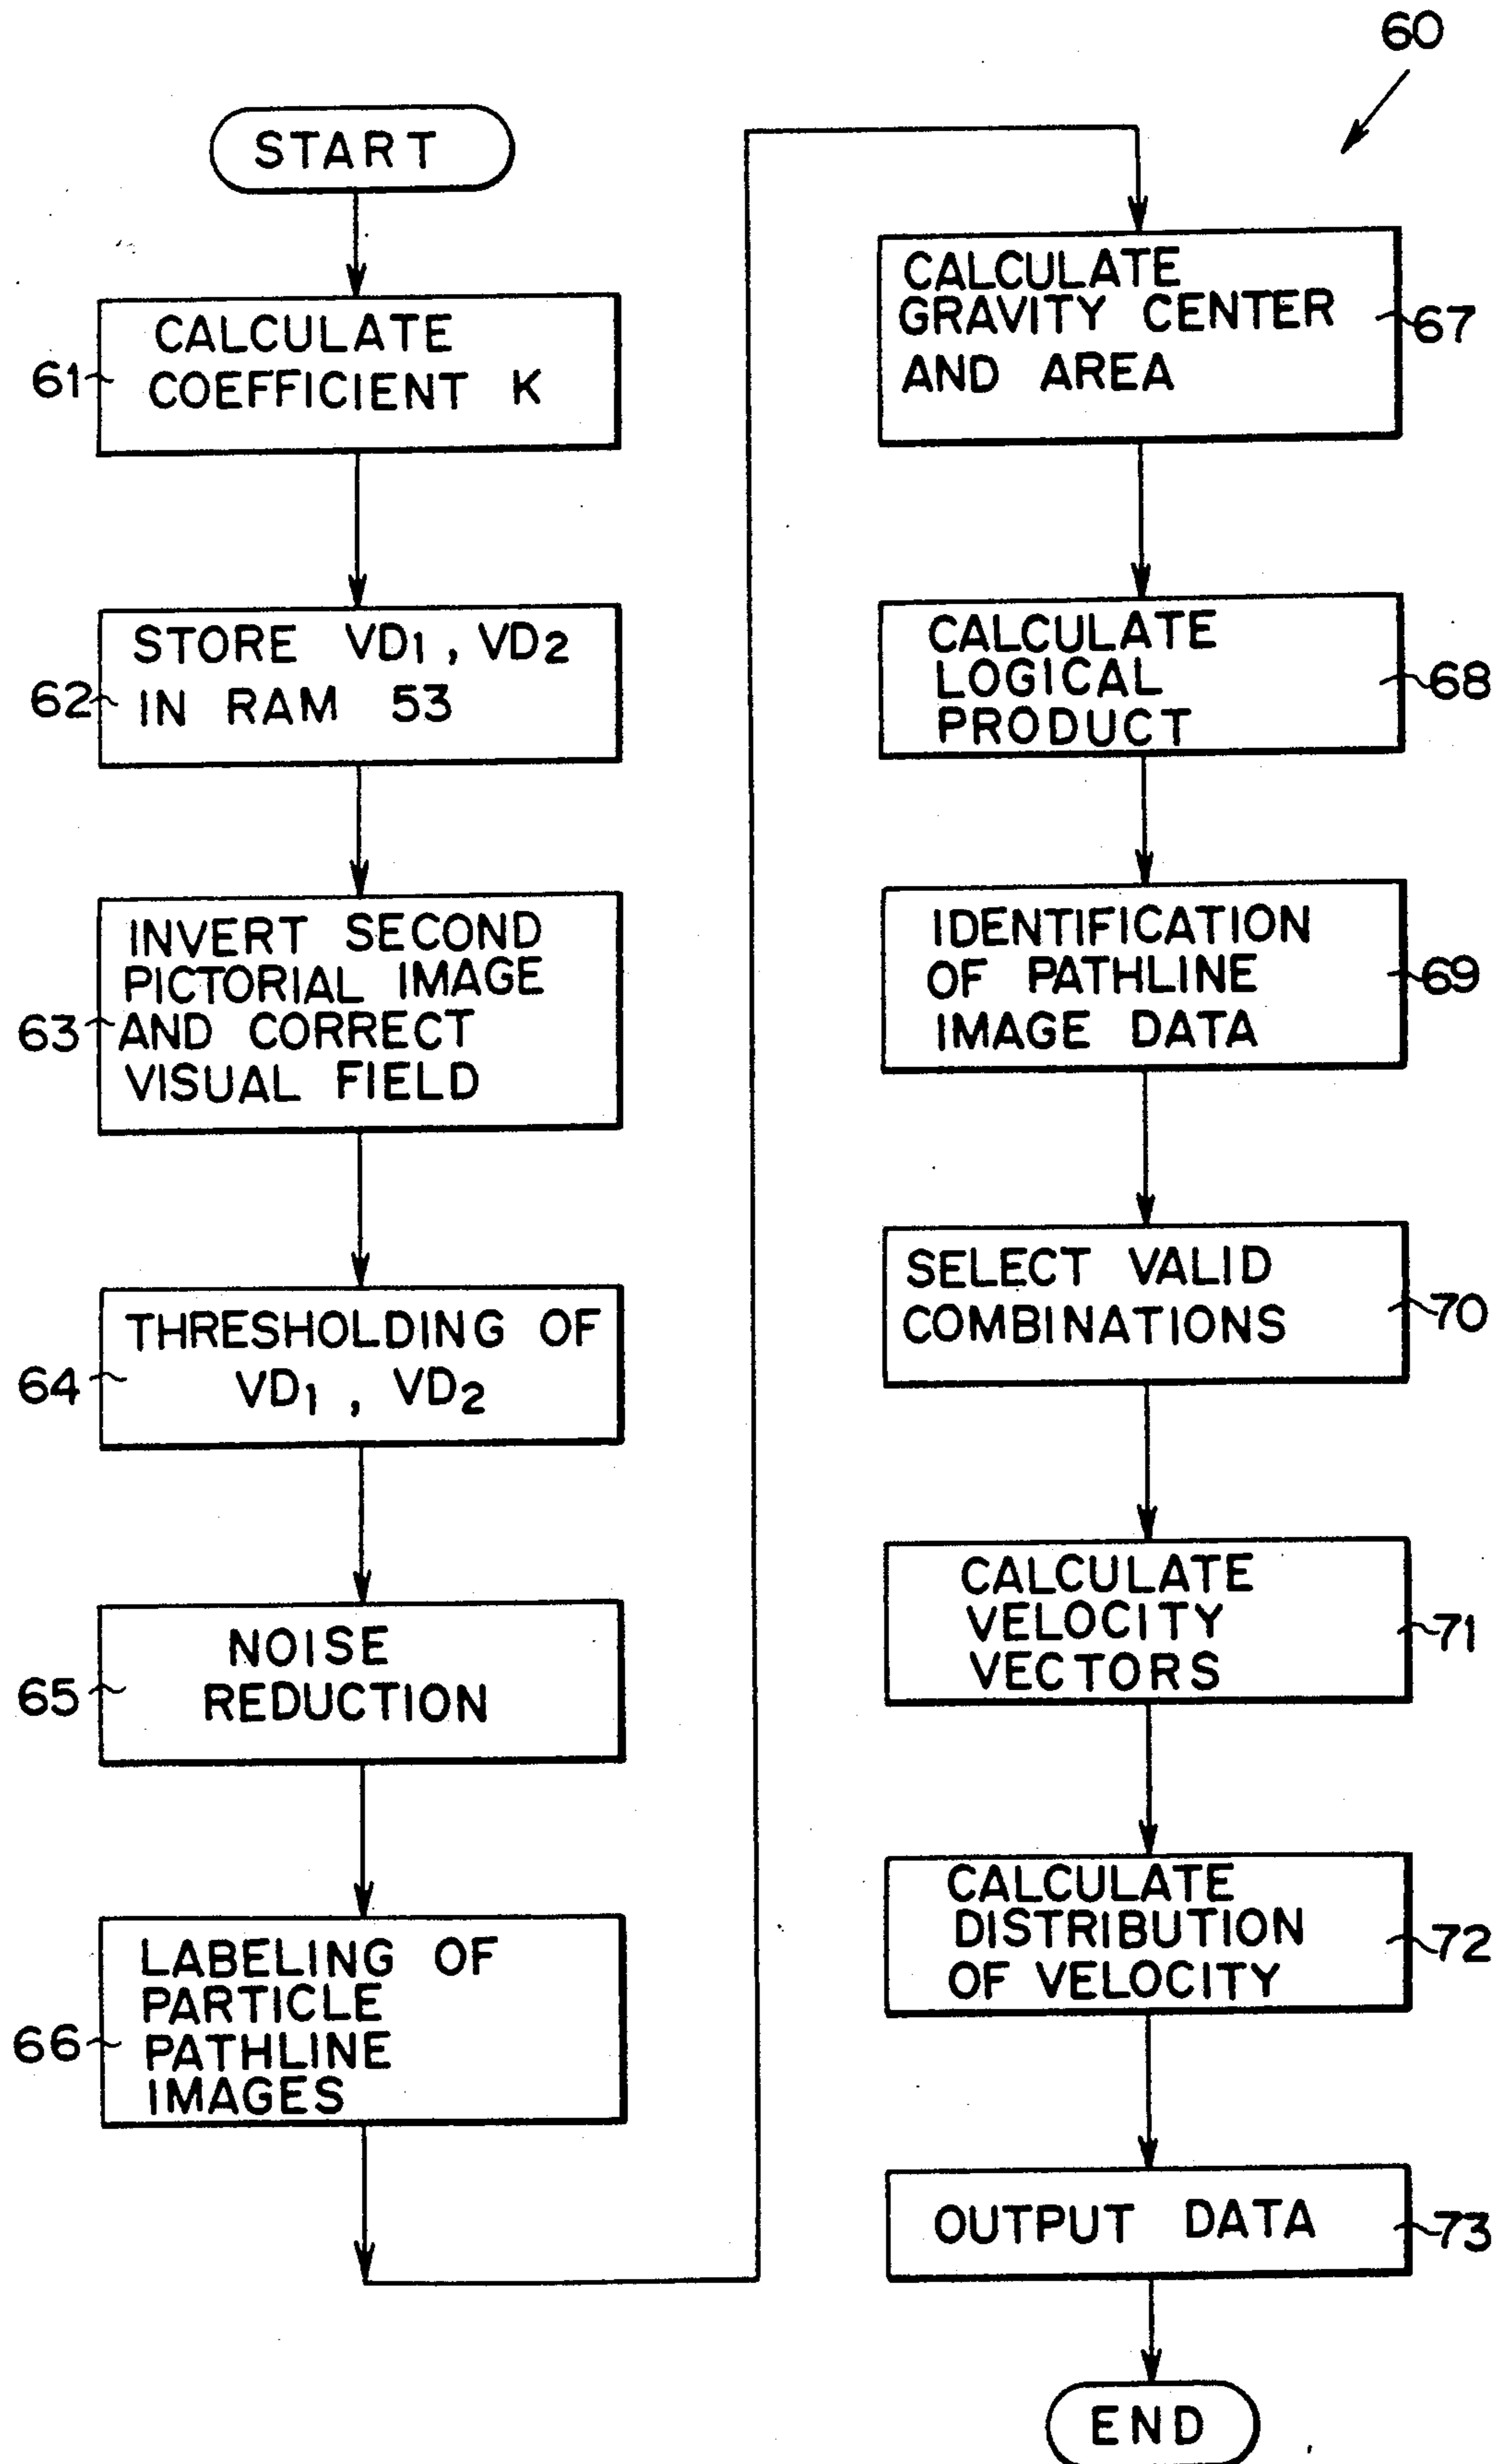 60
START
61
CALCULATE
COEFFICIENT K
62
STORE VD1, VD2
IN RAM 53
63
INVERT SECOND
PICTORIAL IMAGE
AND CORRECT
VISUAL FIELD
64
THRESHOLDING OF
VD1, VD2
65
NOISE
REDUCTION
66
LABELING OF
PARTICLE
PATHLINE
IMAGES
CALCULATE
GRAVITY CENTER
AND AREA
67
CALCULATE
LOGICAL
PRODUCT
68
IDENTIFICATION
OF PATHLINE
IMAGE DATA
69
SELECT VALID
COMBINATIONS
70
CALCULATE
VELOCITY
VECTORS
71
CALCULATE
DISTRIBUTION
OF VELOCITY
72
OUTPUT DATA
73
END